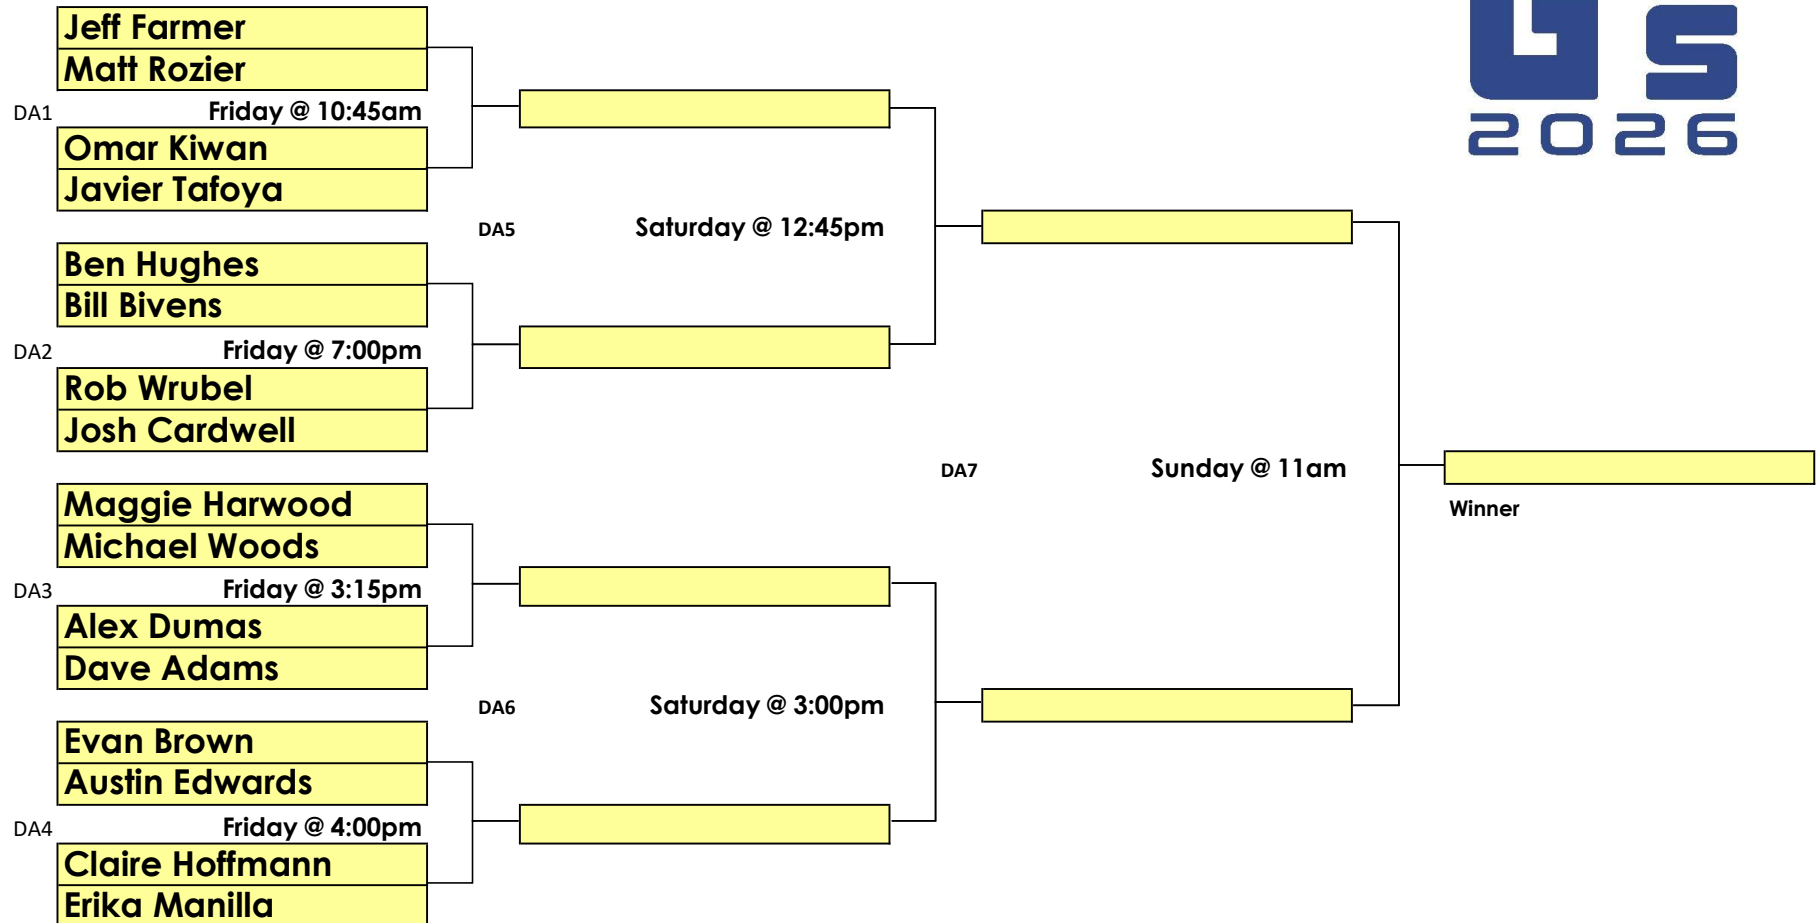 Jeff Farmer
Matt Rozier
DA1 Friday @ 10:45am
Omar Kiwan
Javier Tafoya
DA5 Saturday @ 12:45pm
Ben Hughes
Bill Bivens
DA2 Friday @ 7:00pm
Rob Wrubel
Josh Cardwell
DA7 Sunday @ 11am
Maggie Harwood
Michael Woods
Winner
DA3 Friday @ 3:15pm
Alex Dumas
Dave Adams
DA6 Saturday @ 3:00pm
Evan Brown
Austin Edwards
DA4 Friday @ 4:00pm
Claire Hoffmann
Erika Manilla
2026